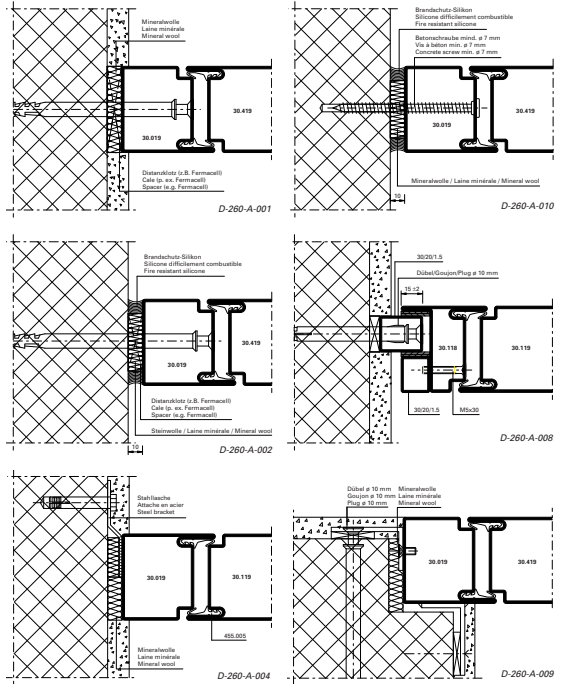 Mineralwolle
Laine minérale
Mineral wool
30.419
30.019
Distanzklotz (z.B. Fermacell)
Cale (p. ex. Fermacell)
Spacer (e.g. Fermacell)
D-260-A-001
Brandschutz-Silikon
Silicone difficilement combustible
Fire resistant silicone
Betonschraube mind. ø 7 mm
Vis à béton min. ø 7 mm
Concrete screw min. ø 7 mm
30.419
30.019
Mineralwolle / Laine minérale / Mineral wool
10
D-260-A-010
Brandschutz-Silikon
Silicone difficilement combustible
Fire resistant silicone
30.419
30.019
Distanzklotz (z.B. Fermacell)
Cale (p. ex. Fermacell)
Spacer (e.g. Fermacell)
Steinwolle / Laine minérale / Mineral wool
10
D-260-A-002
30/20/1.5
Dübel/Goujon/Plug ø 10 mm
15 ±2
30.118
30.119
30/20/1.5
M5x30
D-260-A-008
Stahllasche
Attache en acier
Steel bracket
30.019
30.119
455.005
Mineralwolle
Laine minérale
Mineral wool
D-260-A-004
Dübel ø 10 mm Mineralwolle
Goujon ø 10 mm Laine minérale
Plug ø 10 mm Mineral wool
30.019
30.419
D-260-A-009